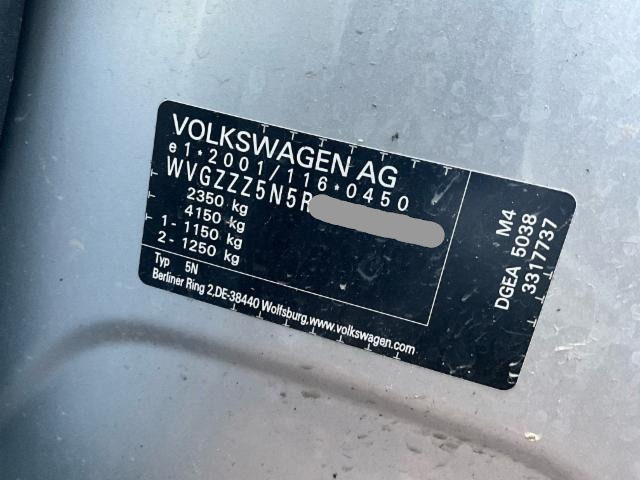 VOLKSWAGEN AG
e1*2001/116*0450
WVGZZZ5N5R
2350 kg
4150 kg
1- 1150 kg
2- 1250 kg
Typ 5N
Berliner Ring 2,DE-38440 Wolfsburg,www.volkswagen.com
M4
DGEA 5038
3317737